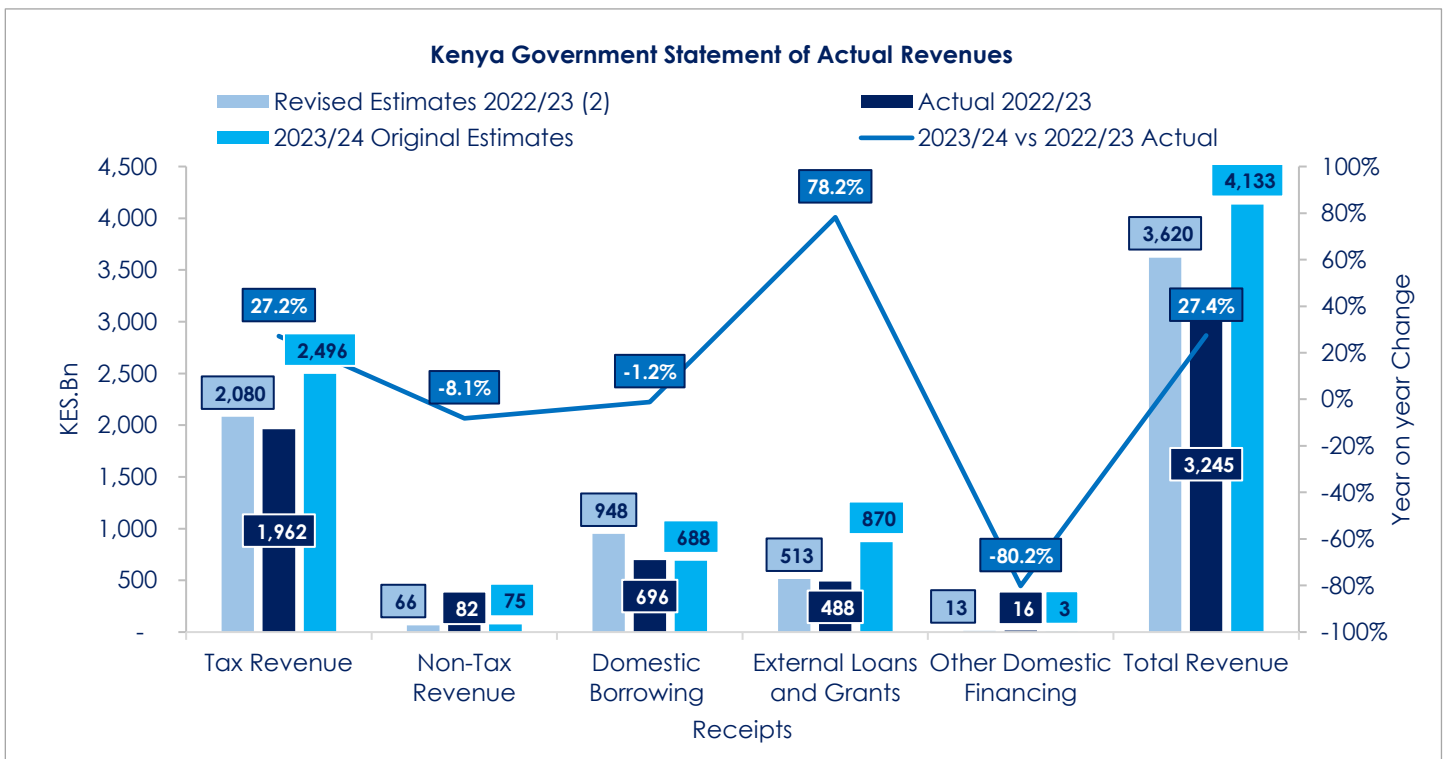 Kenya Government Statement of Actual Revenues
Revised Estimates 2022/23 (2)
Actual 2022/23
2023/24 Original Estimates
2023/24 vs 2022/23 Actual
4,500
4,000
3,500
3,000
2,500
2,000
1,500
1,000
500
-
KES.Bn
100%
80%
60%
40%
20%
0%
-20%
-40%
-60%
-80%
-100%
Year on year Change
27.2%
2,080
1,962
2,496
-8.1%
66
82
75
-1.2%
948
696
688
78.2%
513
488
870
-80.2%
13
16
3
27.4%
3,620
3,245
4,133
Tax Revenue
Non-Tax
Revenue
Domestic
Borrowing
External Loans
and Grants
Other Domestic
Financing
Total Revenue
Receipts